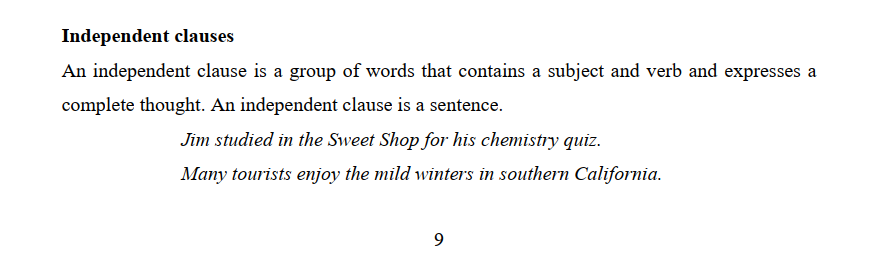 Independent clauses
An independent clause is a group of words that contains a subject and verb and expresses a
complete thought. An independent clause is a sentence.
Jim studied in the Sweet Shop for his chemistry quiz.
Many tourists enjoy the mild winters in southern California.
9